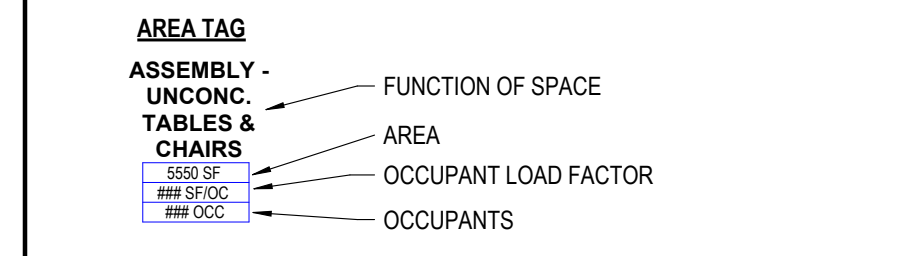 AREA TAG
ASSEMBLY -
UNCONC.
TABLES &
CHAIRS
5550 SF
### SF/OC
### OCC
FUNCTION OF SPACE
AREA
OCCUPANT LOAD FACTOR
OCCUPANTS